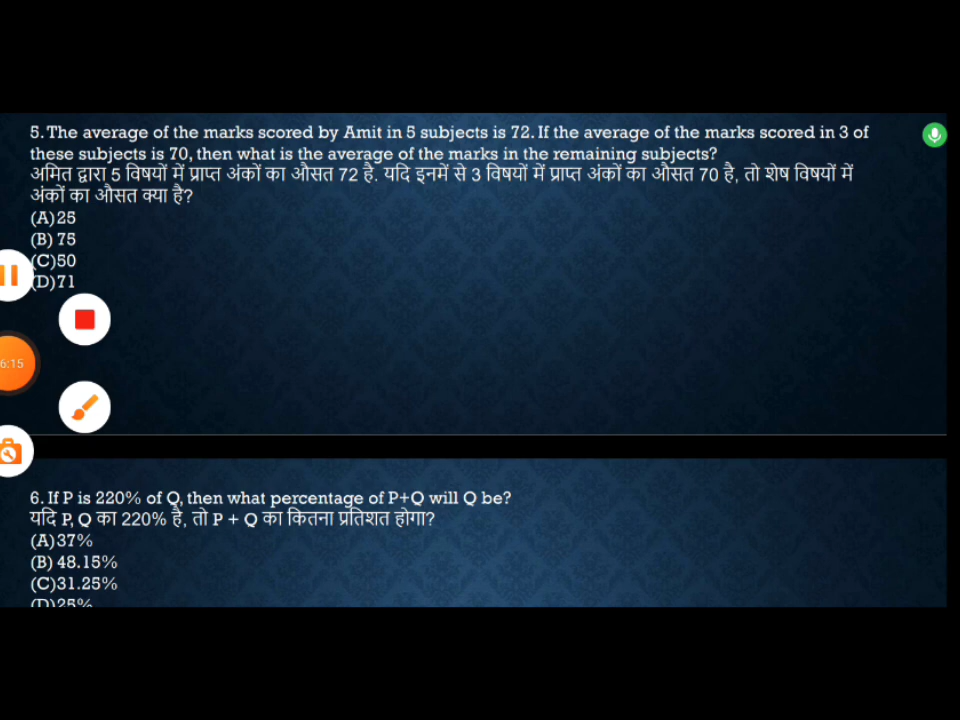 5. The average of the marks scored by Amit in 5 subjects is 72. If the average of the marks scored in 3 of
these subjects is 70, then what is the average of the marks in the remaining subjects?
अमित द्वारा 5 विषयों में प्राप्त अंकों का औसत 72 है. यदि इनमें से 3 विषयों में प्राप्त अंकों का औसत 70 है, तो शेष विषयों में
अंकों का औसत क्या है?
(A)25
(B) 75
(C)50
(D)71
6:15
6. If P is 220% of Q, then what percentage of P+Q will Q be?
यदि P, Q का 220% है, तो P + Q का कितना प्रतिशत होगा?
(A)37%
(B) 48.15%
(C)31.25%
(D)25%